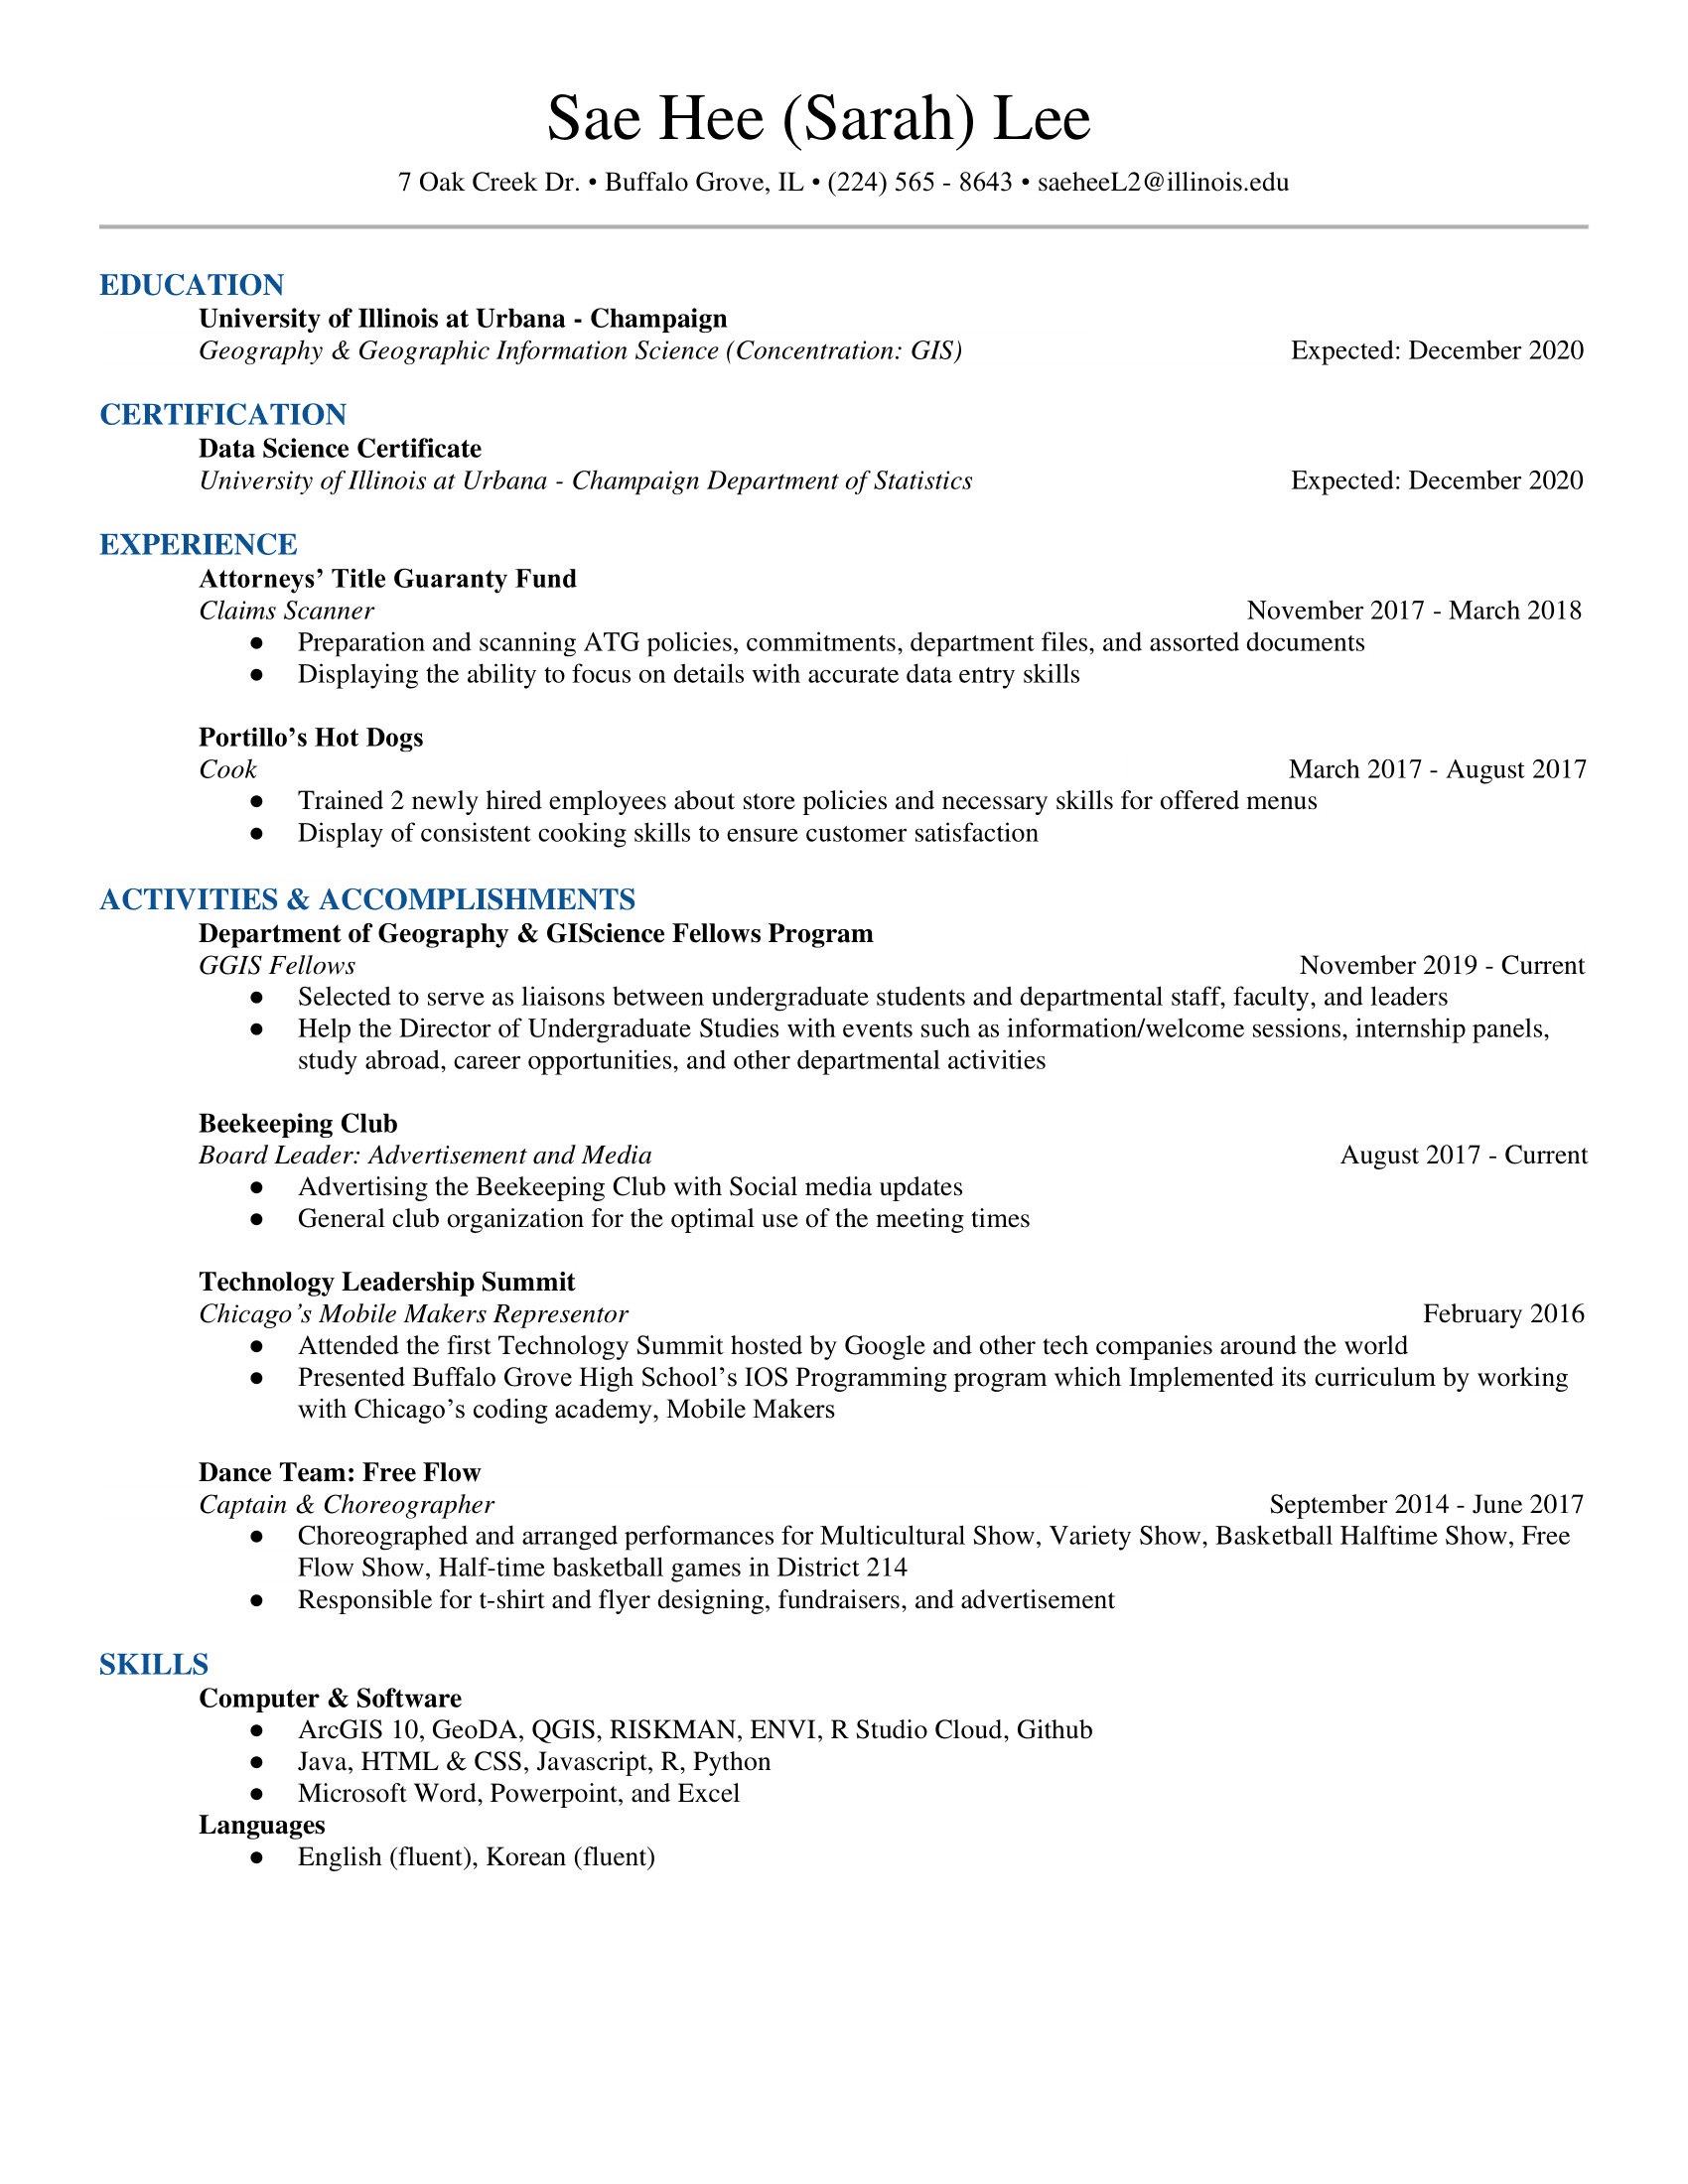 Sae Hee (Sarah) Lee
7 Oak Creek Dr. • Buffalo Grove, IL • (224) 565 - 8643 • saeheeL2@illinois.edu
EDUCATION
University of Illinois at Urbana - Champaign
Geography & Geographic Information Science (Concentration: GIS) Expected: December 2020
CERTIFICATION
Data Science Certificate
University of Illinois at Urbana - Champaign Department of Statistics Expected: December 2020
EXPERIENCE
Attorneys’ Title Guaranty Fund
Claims Scanner November 2017 - March 2018
● Preparation and scanning ATG policies, commitments, department files, and assorted documents
● Displaying the ability to focus on details with accurate data entry skills
Portillo’s Hot Dogs
Cook March 2017 - August 2017
● Trained 2 newly hired employees about store policies and necessary skills for offered menus
● Display of consistent cooking skills to ensure customer satisfaction
ACTIVITIES & ACCOMPLISHMENTS
Department of Geography & GIScience Fellows Program
GGIS Fellows November 2019 - Current
● Selected to serve as liaisons between undergraduate students and departmental staff, faculty, and leaders
● Help the Director of Undergraduate Studies with events such as information/welcome sessions, internship panels,
study abroad, career opportunities, and other departmental activities
Beekeeping Club
Board Leader: Advertisement and Media August 2017 - Current
● Advertising the Beekeeping Club with Social media updates
● General club organization for the optimal use of the meeting times
Technology Leadership Summit
Chicago’s Mobile Makers Representor February 2016
● Attended the first Technology Summit hosted by Google and other tech companies around the world
● Presented Buffalo Grove High School’s IOS Programming program which Implemented its curriculum by working
with Chicago’s coding academy, Mobile Makers
Dance Team: Free Flow
Captain & Choreographer September 2014 - June 2017
● Choreographed and arranged performances for Multicultural Show, Variety Show, Basketball Halftime Show, Free
Flow Show, Half-time basketball games in District 214
● Responsible for t-shirt and flyer designing, fundraisers, and advertisement
SKILLS
Computer & Software
● ArcGIS 10, GeoDA, QGIS, RISKMAN, ENVI, R Studio Cloud, Github
● Java, HTML & CSS, Javascript, R, Python
● Microsoft Word, Powerpoint, and Excel
Languages
● English (fluent), Korean (fluent)